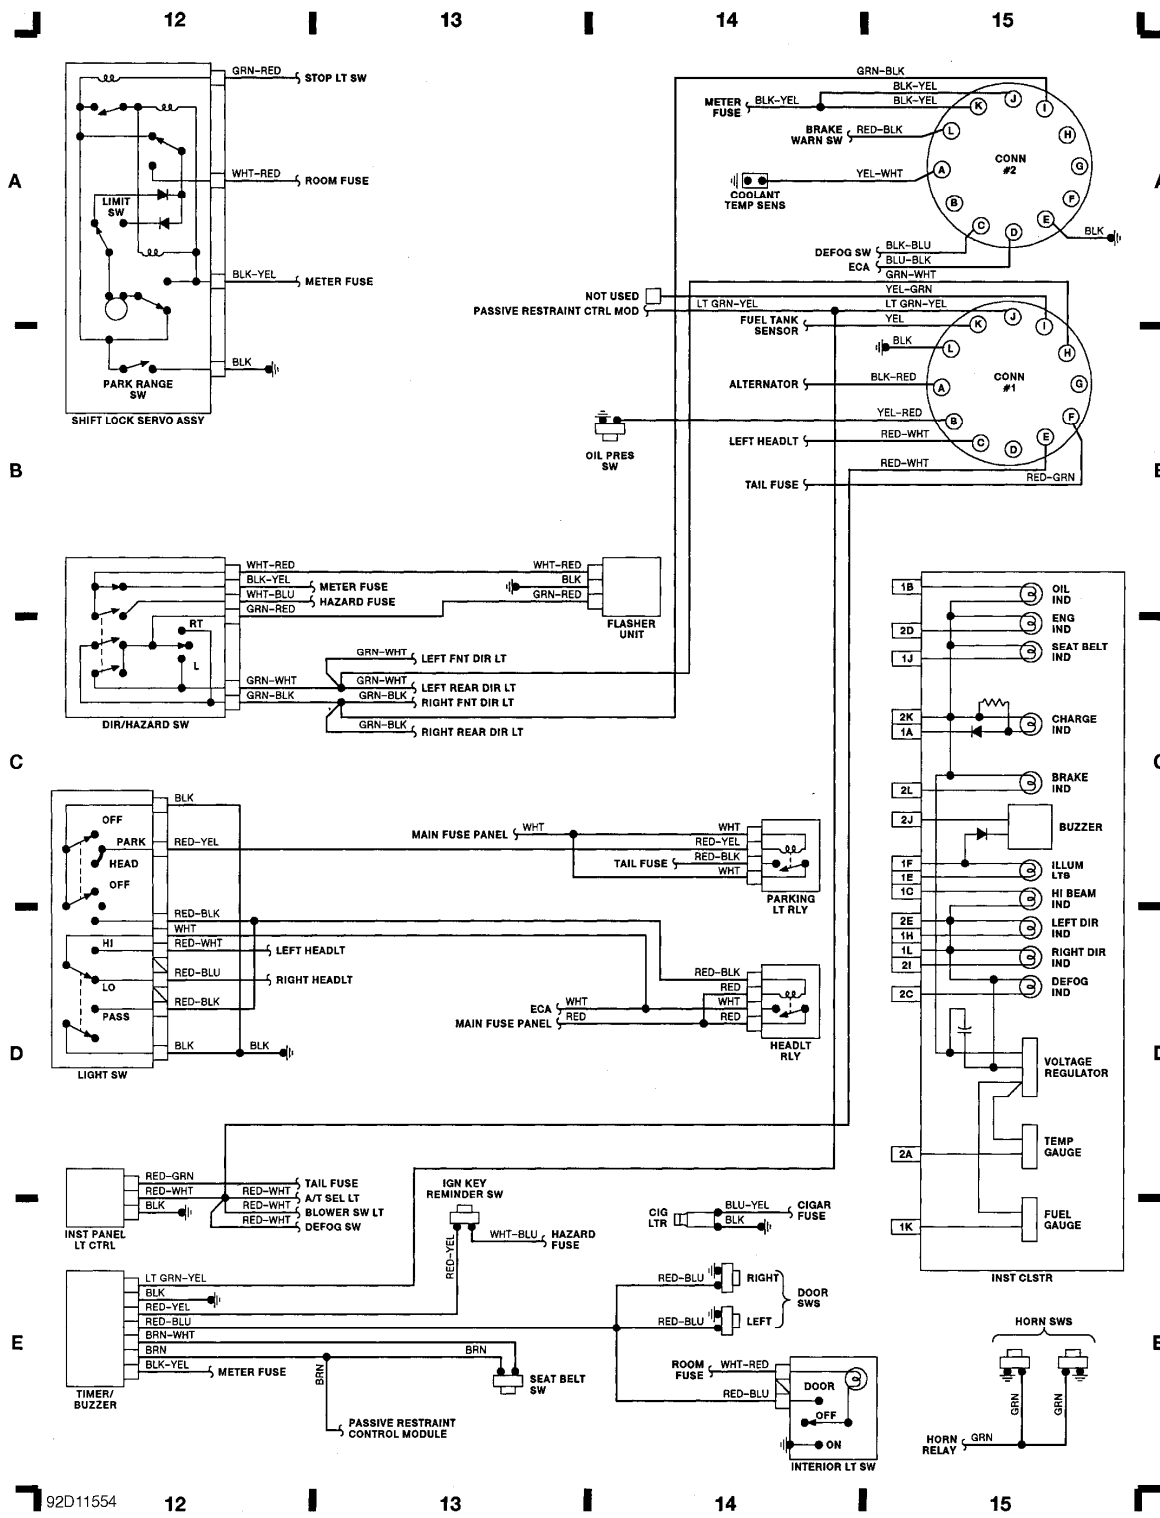 12 13 14 15
A
B
C
D
E
GRN-RED STOP LT SW
WHT-RED ROOM FUSE
LIMIT
SW
BLK-YEL METER FUSE
BLK
PARK RANGE
SW
SHIFT LOCK SERVO ASSY
GRN-BLK
BLK-YEL
METER
FUSE
BLK-YEL BLK-YEL
BRAKE
WARN SW
RED-BLK
YEL-WHT
COOLANT
TEMP SENS
CONN
#2
J
K
I
L
H
A
G
B
F
C
E
D
BLK
DEFOG SW BLK-BLU
ECA BLU-BLK
GRN-WHT
NOT USED YEL-GRN
PASSIVE RESTRAINT CTRL MOD LT GRN-YEL LT GRN-YEL
FUEL TANK
SENSOR
YEL
BLK
ALTERNATOR BLK-RED
YEL-RED
OIL PRES
SW
LEFT HEADLT RED-WHT
RED-WHT
TAIL FUSE RED-GRN
CONN
#1
J
K
I
L
H
A
G
B
F
C
E
D
WHT-RED WHT-RED
BLK-YEL METER FUSE BLK
WHT-BLU HAZARD FUSE GRN-RED
GRN-RED
FLASHER
UNIT
RT
L
GRN-WHT LEFT FNT DIR LT
GRN-WHT GRN-WHT LEFT REAR DIR LT
GRN-BLK GRN-BLK RIGHT FNT DIR LT
GRN-BLK RIGHT REAR DIR LT
DIR/HAZARD SW
BLK
OFF
PARK RED-YEL
HEAD
OFF
RED-BLK
WHT
HI RED-WHT LEFT HEADLT
RED-BLU RIGHT HEADLT
LO
RED-BLK
PASS
BLK BLK
LIGHT SW
MAIN FUSE PANEL WHT WHT
RED-YEL
TAIL FUSE RED-BLK
WHT
PARKING
LT RLY
RED-BLK
RED
ECA WHT WHT
MAIN FUSE PANEL RED RED
HEADLT
RLY
1B OIL
IND
2D ENG
IND
1J SEAT BELT
IND
2K CHARGE
IND
1A
2L BRAKE
IND
2J BUZZER
1F ILLUM
LTS
1E
1C HI BEAM
IND
2E LEFT DIR
IND
1H
1L RIGHT DIR
IND
2I
2C DEFOG
IND
VOLTAGE
REGULATOR
2A TEMP
GAUGE
1K FUEL
GAUGE
INST CLSTR
RED-GRN TAIL FUSE
RED-WHT RED-WHT A/T SEL LT
BLK RED-WHT BLOWER SW LT
RED-WHT DEFOG SW
INST PANEL
LT CTRL
IGN KEY
REMINDER SW
RED-YEL
WHT-BLU HAZARD
FUSE
CIG
LTR
BLU-YEL CIGAR
FUSE
BLK
LT GRN-YEL
BLK
RED-YEL
RED-BLU
BRN-WHT
BRN BRN
BLK-YEL METER FUSE
TIMER/
BUZZER
BRN
PASSIVE RESTRAINT
CONTROL MODULE
SEAT BELT
SW
RED-BLU RIGHT
RED-BLU LEFT
DOOR
SWS
ROOM
FUSE
WHT-RED
RED-BLU
DOOR
OFF
ON
INTERIOR LT SW
HORN SWS
GRN GRN
HORN
RELAY
GRN
92D11554
12 13 14 15
A
B
C
D
E